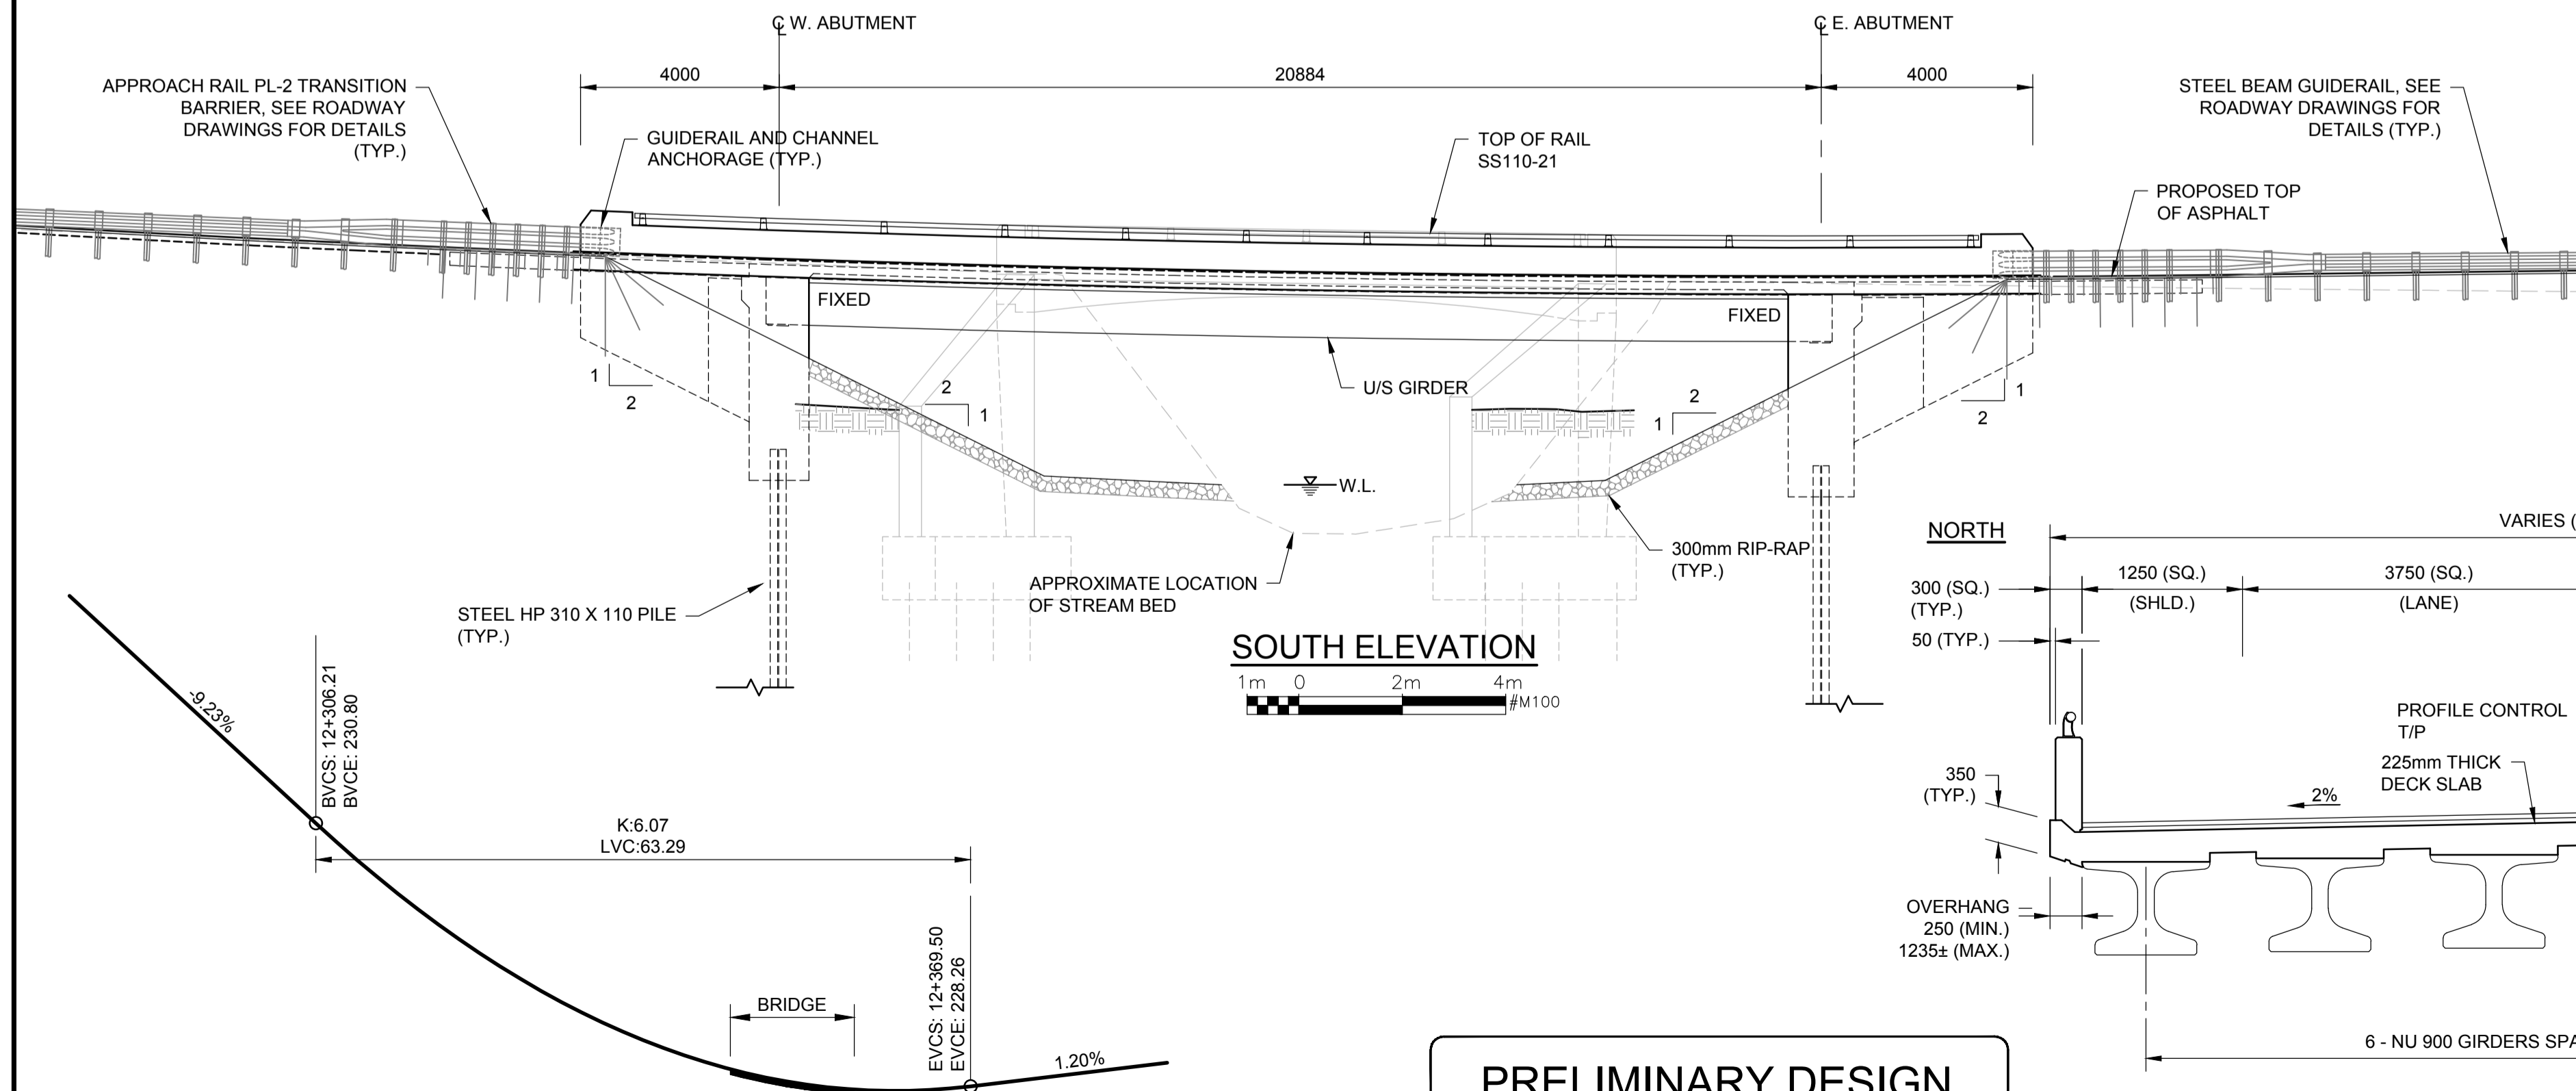 ℄ W. ABUTMENT
℄ E. ABUTMENT
4000
20884
4000
APPROACH RAIL PL-2 TRANSITION
BARRIER, SEE ROADWAY
DRAWINGS FOR DETAILS
(TYP.)
GUIDERAIL AND CHANNEL
ANCHORAGE (TYP.)
TOP OF RAIL
SS110-21
STEEL BEAM GUIDERAIL, SEE
ROADWAY DRAWINGS FOR
DETAILS (TYP.)
PROPOSED TOP
OF ASPHALT
FIXED
FIXED
U/S GIRDER
1
2
2
1
2
1
1
2
W.L.
300mm RIP-RAP
(TYP.)
APPROXIMATE LOCATION
OF STREAM BED
STEEL HP 310 X 110 PILE
(TYP.)
SOUTH ELEVATION
1m 0 2m 4m
#M100
-9.23%
BVCS: 12+306.21
BVCE: 230.80
K:6.07
LVC:63.29
BRIDGE
EVCS: 12+369.50
EVCE: 228.26
1.20%
NORTH
VARIES (
300 (SQ.)
(TYP.)
1250 (SQ.)
(SHLD.)
3750 (SQ.)
(LANE)
50 (TYP.)
PROFILE CONTROL
T/P
225mm THICK
DECK SLAB
350
(TYP.)
2%
OVERHANG
250 (MIN.)
1235± (MAX.)
6 - NU 900 GIRDERS SPA
PRELIMINARY DESIGN